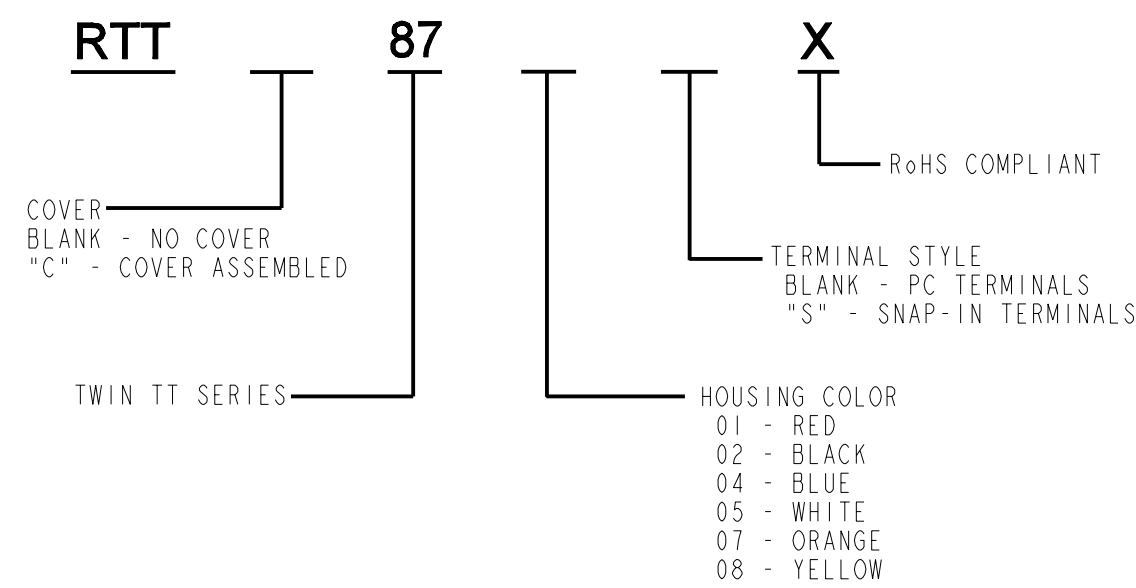 RTT 87 X
RoHS COMPLIANT
COVER
BLANK - NO COVER
"C" - COVER ASSEMBLED
TERMINAL STYLE
BLANK - PC TERMINALS
"S" - SNAP-IN TERMINALS
TWIN TT SERIES
HOUSING COLOR
01 - RED
02 - BLACK
04 - BLUE
05 - WHITE
07 - ORANGE
08 - YELLOW